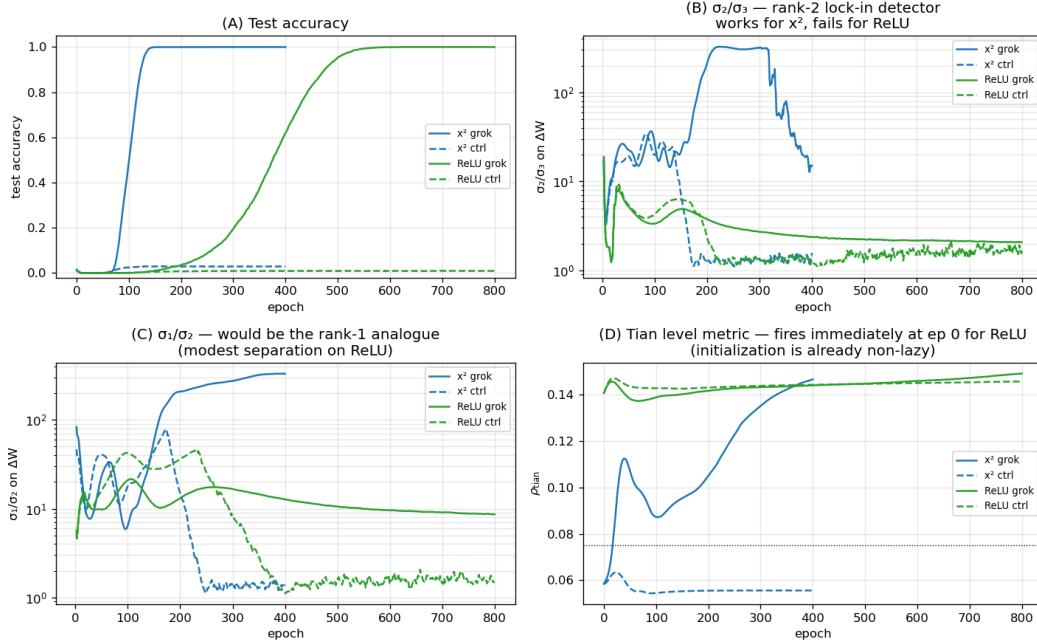 (A) Test accuracy
1.0
0.8
0.6
0.4
0.2
0.0
test accuracy
x² grok
x² ctrl
ReLU grok
ReLU ctrl
0 100 200 300 400 500 600 700 800
epoch
(B) σ₂/σ₃ — rank-2 lock-in detector
works for x², fails for ReLU
10²
10¹
10⁰
σ₂/σ₃ on ΔW
x² grok
x² ctrl
ReLU grok
ReLU ctrl
0 100 200 300 400 500 600 700 800
epoch
(C) σ₁/σ₂ — would be the rank-1 analogue
(modest separation on ReLU)
10²
10¹
10⁰
σ₁/σ₂ on ΔW
x² grok
x² ctrl
ReLU grok
ReLU ctrl
0 100 200 300 400 500 600 700 800
epoch
(D) Tian level metric — fires immediately at ep 0 for ReLU
(initialization is already non-lazy)
0.14
0.12
0.10
0.08
0.06
ρtian
x² grok
x² ctrl
ReLU grok
ReLU ctrl
0 100 200 300 400 500 600 700 800
epoch